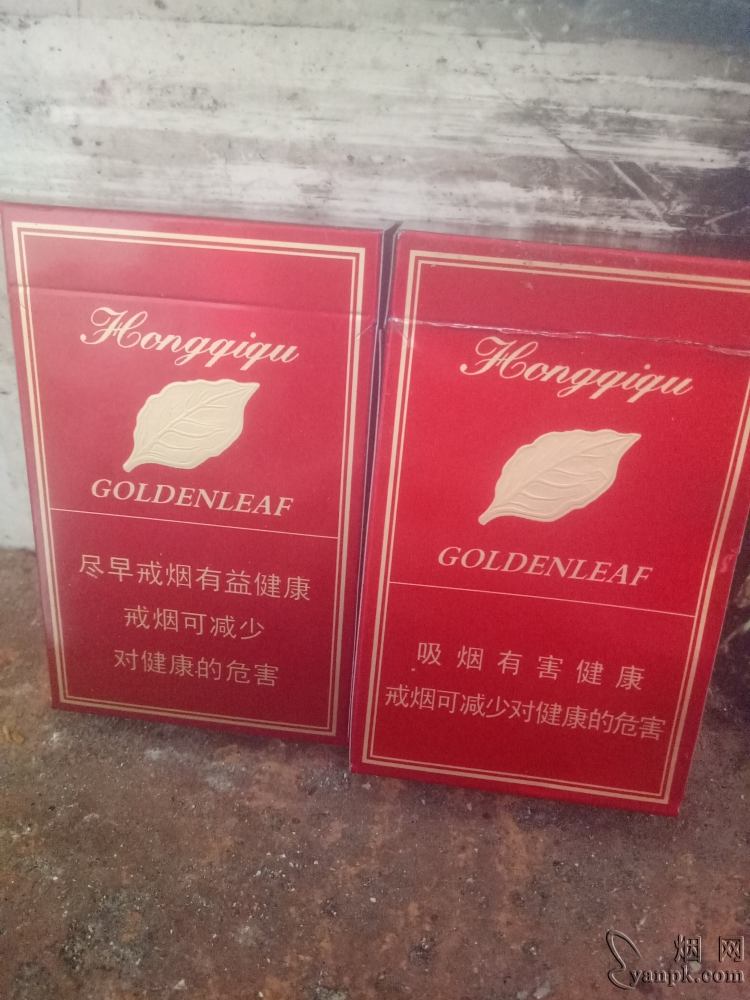 Hongqiqu
GOLDENLEAF
尽早戒烟有益健康
戒烟可减少
对健康的危害
Hongqiqu
GOLDENLEAF
吸烟有害健康
戒烟可减少对健康的危害
烟网
yanpk.com